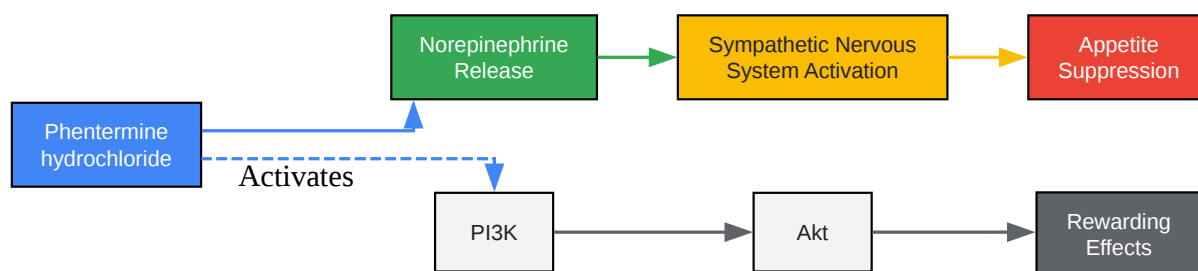 Phentermine
hydrochloride
Norepinephrine
Release
Sympathetic Nervous
System Activation
Appetite
Suppression
Activates
PI3K
Akt
Rewarding
Effects